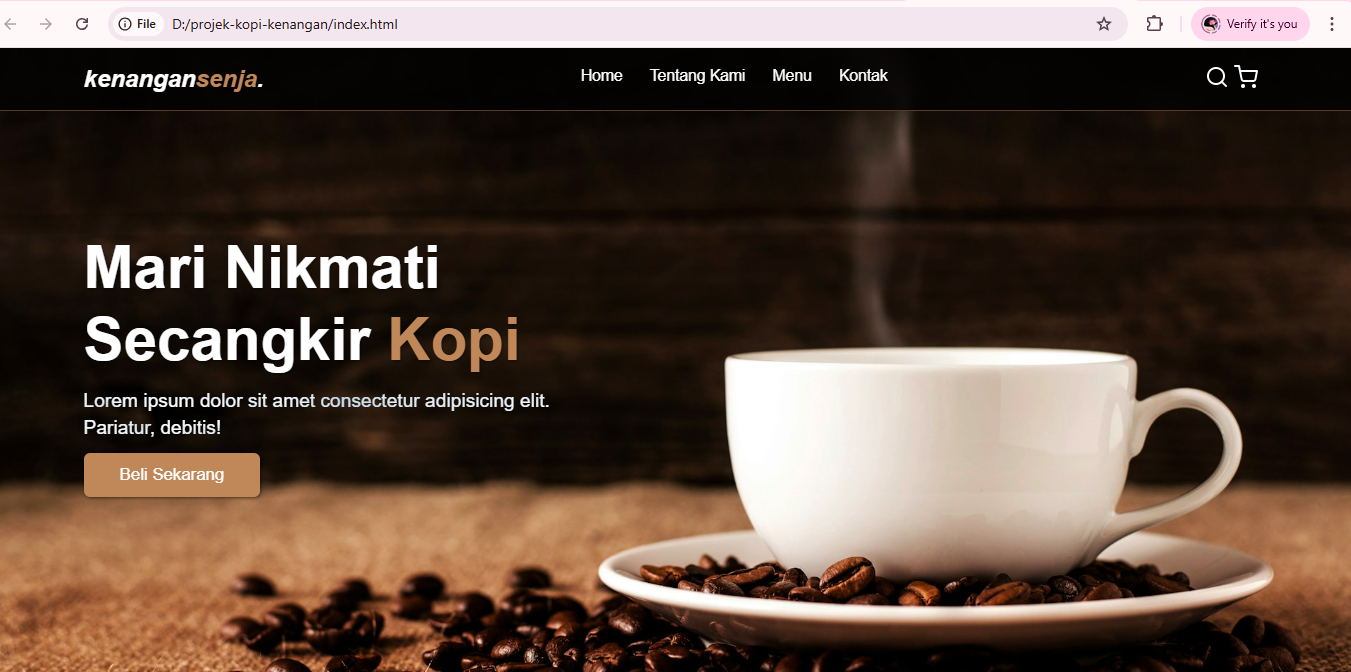 File D:/projek-kopi-kenangan/index.html Verify it's you
kenangansenja. Home Tentang Kami Menu Kontak
Mari Nikmati
Secangkir Kopi
Lorem ipsum dolor sit amet consectetur adipisicing elit.
Pariatur, debitis!
Beli Sekarang